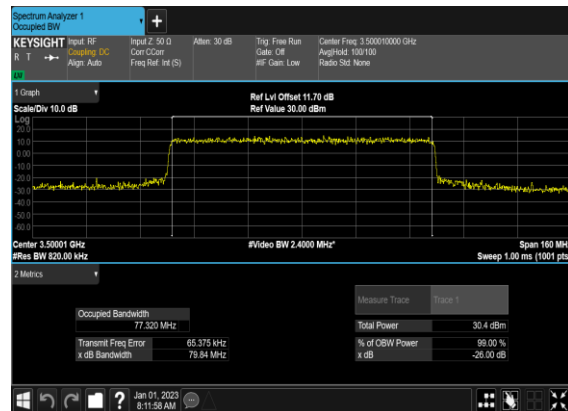 Spectrum Analyzer 1
Occupied BW
KEYSIGHT
R T
LW
Input: RF
Coupling: DC
Align: Auto
Input Z: 50 Ω
Corr CCorr
Freq Ref: Int (S)
Atten: 30 dB
Trig: Free Run
Gate: Off
#IF Gain: Low
Center Freq: 3.500010000 GHz
Avg|Hold: 100/100
Radio Std: None
1 Graph
Scale/Div 10.0 dB
Ref Lvl Offset 11.70 dB
Ref Value 30.00 dBm
Log
20.0
10.0
0.00
-10.0
-20.0
-30.0
-40.0
-50.0
-60.0
Center 3.50001 GHz
#Res BW 820.00 kHz
#Video BW 2.4000 MHz*
Span 160 MH
Sweep 1.00 ms (1001 pts
2 Metrics
Measure Trace Trace 1
Occupied Bandwidth
77.320 MHz
Total Power 30.4 dBm
Transmit Freq Error 65.375 kHz
% of OBW Power 99.00 %
x dB Bandwidth 79.84 MHz
x dB -26.00 dB
?
Jan 01, 2023
8:11:58 AM